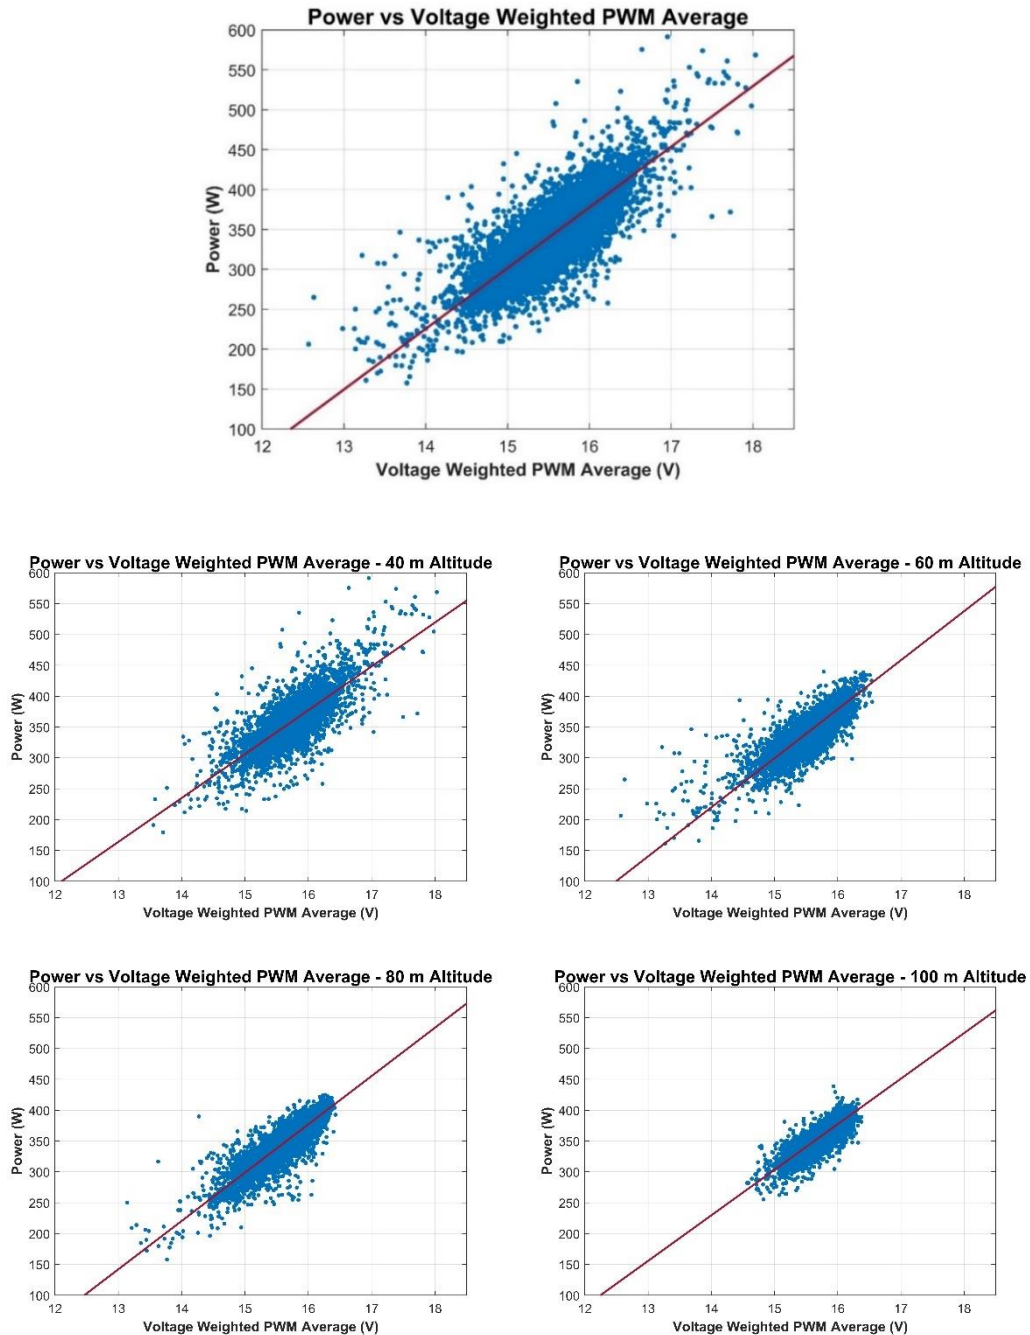 Power vs Voltage Weighted PWM Average
600
550
500
450
400
350
300
250
200
150
100
Power (W)
12 13 14 15 16 17 18
Voltage Weighted PWM Average (V)
Power vs Voltage Weighted PWM Average - 40 m Altitude
600
550
500
450
400
350
300
250
200
150
100
Power (W)
12 13 14 15 16 17 18
Voltage Weighted PWM Average (V)
Power vs Voltage Weighted PWM Average - 60 m Altitude
600
550
500
450
400
350
300
250
200
150
100
Power (W)
12 13 14 15 16 17 18
Voltage Weighted PWM Average (V)
Power vs Voltage Weighted PWM Average - 80 m Altitude
600
550
500
450
400
350
300
250
200
150
100
Power (W)
12 13 14 15 16 17 18
Voltage Weighted PWM Average (V)
Power vs Voltage Weighted PWM Average - 100 m Altitude
600
550
500
450
400
350
300
250
200
150
100
Power (W)
12 13 14 15 16 17 18
Voltage Weighted PWM Average (V)